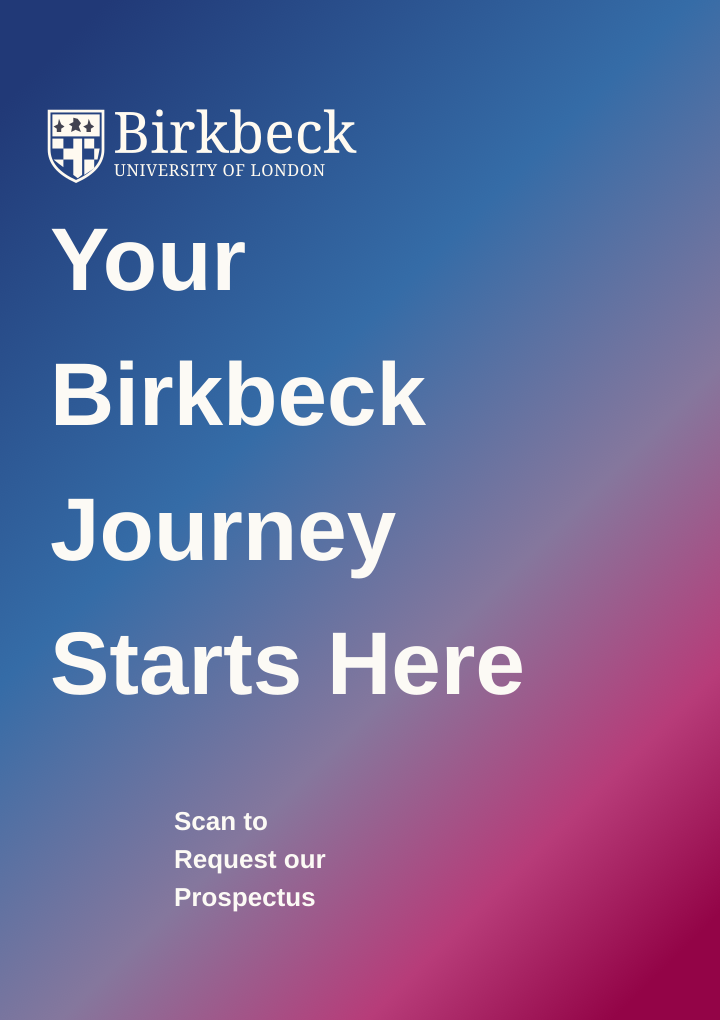 Birkbeck
UNIVERSITY OF LONDON
Your
Birkbeck
Journey
Starts Here
Scan to
Request our
Prospectus